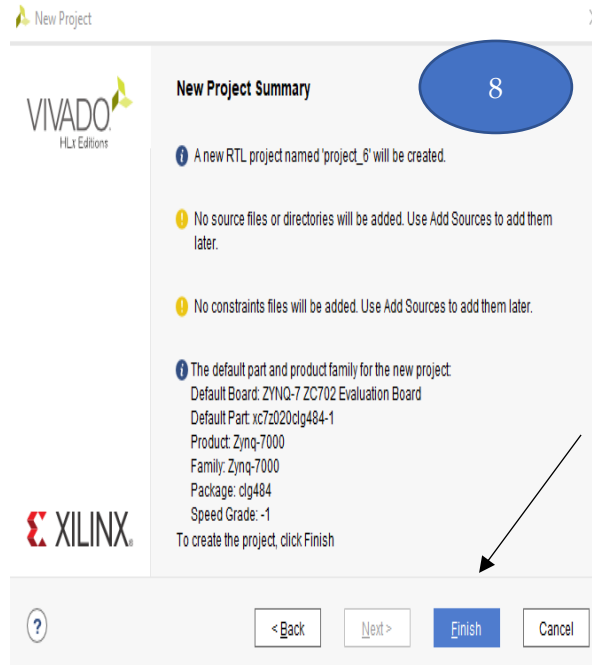 New Project
VIVADO
HLx Editions
New Project Summary
8
A new RTL project named 'project_6' will be created.
No source files or directories will be added. Use Add Sources to add them
later.
No constraints files will be added. Use Add Sources to add them later.
The default part and product family for the new project:
Default Board: ZYNQ-7 ZC702 Evaluation Board
Default Part: xc7z020clg484-1
Product: Zynq-7000
Family: Zynq-7000
Package: clg484
Speed Grade: -1
XILINX.
To create the project, click Finish
?
< Back
Next >
Finish
Cancel